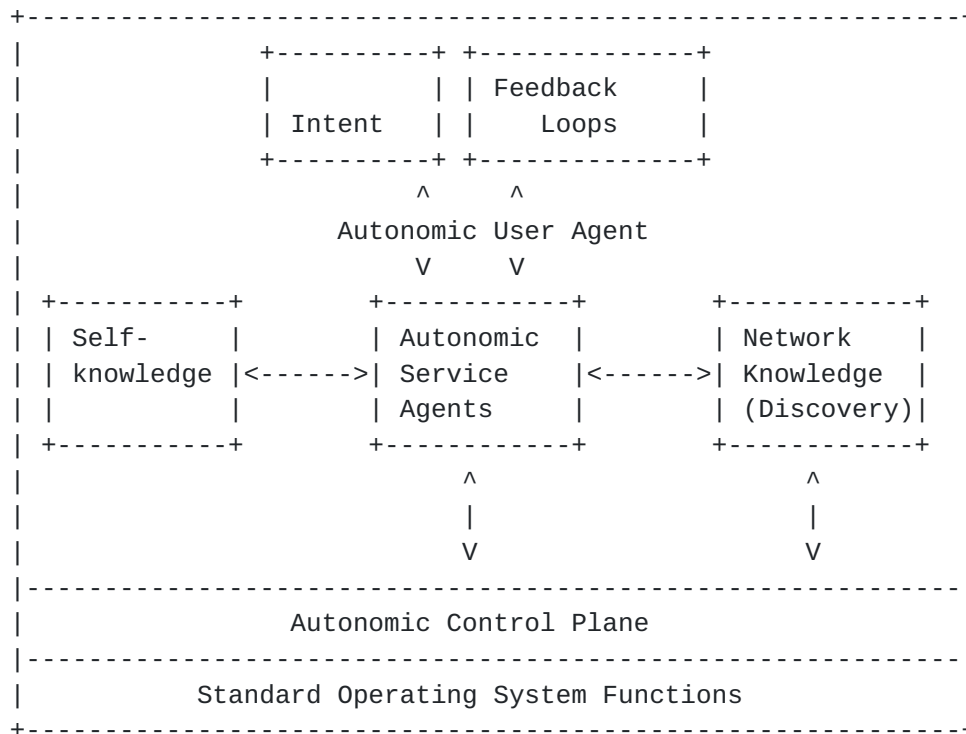 Intent
Feedback
Loops
Autonomic User Agent
Self-
knowledge
Autonomic
Service
Agents
Network
Knowledge
(Discovery)
Autonomic Control Plane
Standard Operating System Functions